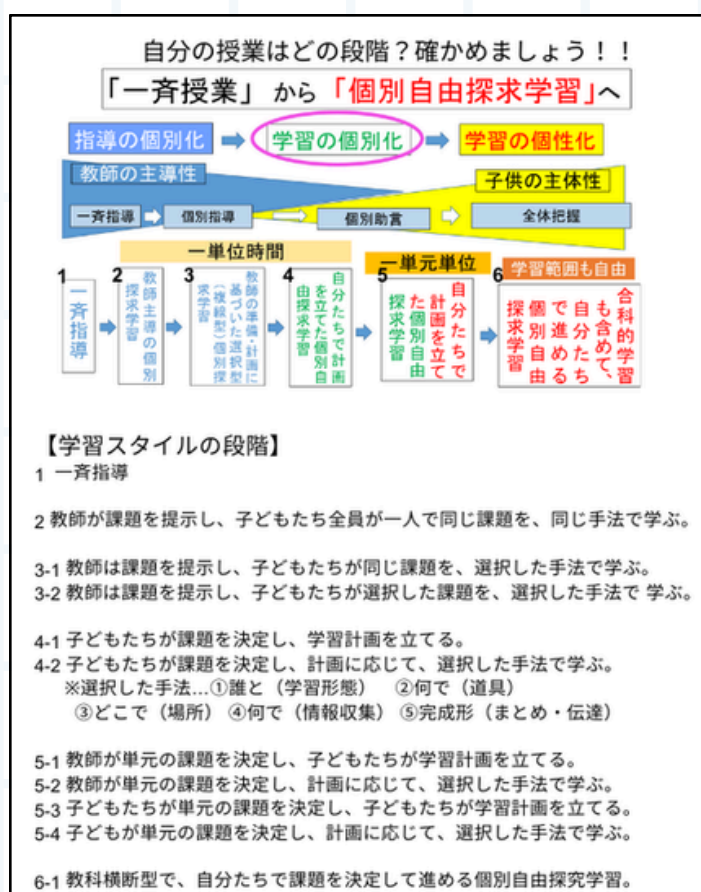 自分の授業はどの段階？確かめましょう！！
「一斉授業」 から 「個別自由探求学習」へ
指導の個別化
学習の個別化
学習の個性化
教師の主導性
子供の主体性
一斉指導
個別指導
個別助言
全体把握
一単位時間
一単元単位
学習範囲も自由
1
一斉指導
2
教師主導の個別
探求学習
3
教師の準備・計画に
基づいた選択型
（複線型）個別探
求学習
4
自分たちで計画
を立てた個別自
由探求学習
5
自分たちで
計画を立て
た個別自由
探求学習
6
合科的学習
も含めて、
自分たち
で進める
個別自由
探求学習
【学習スタイルの段階】
1 一斉指導
2 教師が課題を提示し、子どもたち全員が一人で同じ課題を、同じ手法で学ぶ。
3-1 教師は課題を提示し、子どもたちが同じ課題を、選択した手法で学ぶ。
3-2 教師は課題を提示し、子どもたちが選択した課題を、選択した手法で 学ぶ。
4-1 子どもたちが課題を決定し、学習計画を立てる。
4-2 子どもたちが課題を決定し、計画に応じて、選択した手法で学ぶ。
※選択した手法…①誰と（学習形態） ②何で（道具）
③どこで（場所） ④何で（情報収集） ⑤完成形（まとめ・伝達）
5-1 教師が単元の課題を決定し、子どもたちが学習計画を立てる。
5-2 教師が単元の課題を決定し、計画に応じて、選択した手法で学ぶ。
5-3 子どもたちが単元の課題を決定し、子どもたちが学習計画を立てる。
5-4 子どもが単元の課題を決定し、計画に応じて、選択した手法で学ぶ。
6-1 教科横断型で、自分たちで課題を決定して進める個別自由探究学習。